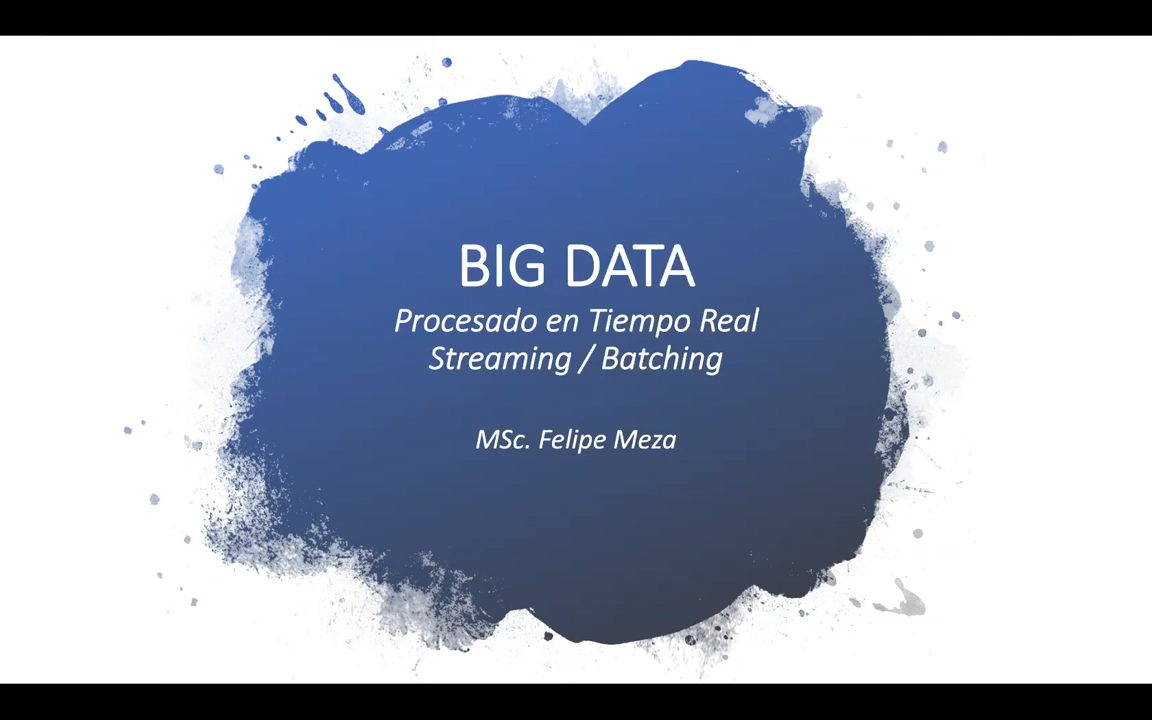 BIG DATA
Procesado en Tiempo Real
Streaming / Batching
MSc. Felipe Meza